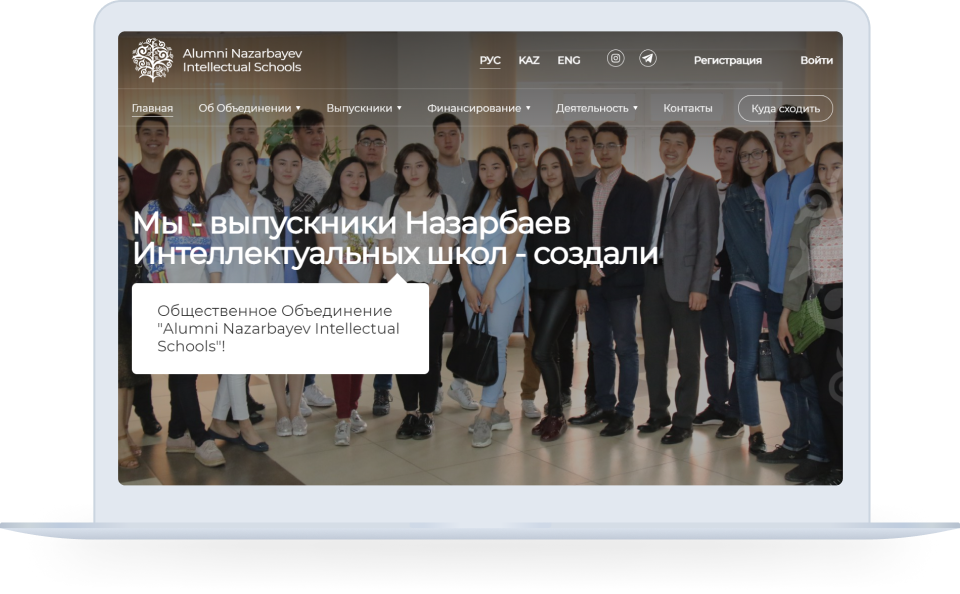 Alumni Nazarbayev
Intellectual Schools
РУС KAZ ENG Регистрация Войти
Главная Об Объединении Выпускники Финансирование Деятельность Контакты Куда сходить
Мы - выпускники Назарбаев
Интеллектуальных школ - создали
Общественное Объединение
"Alumni Nazarbayev Intellectual
Schools"!